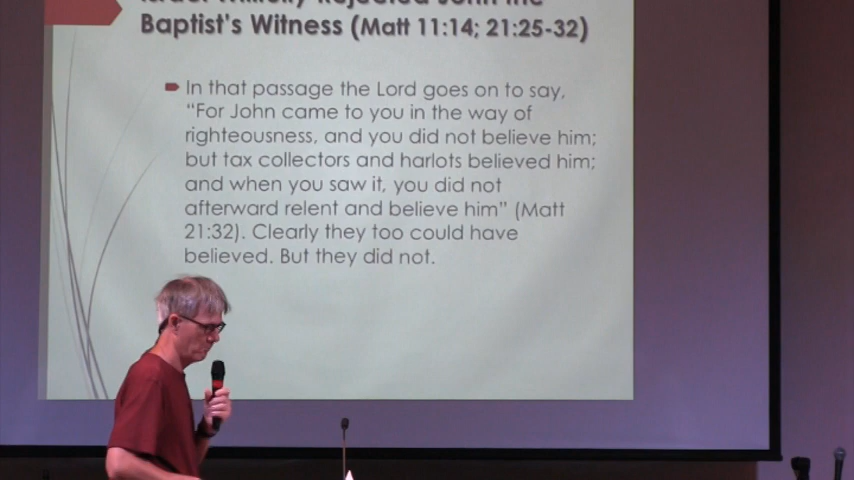 Israel Willfully Rejected John the
Baptist's Witness (Matt 11:14; 21:25-32)
In that passage the Lord goes on to say,
“For John came to you in the way of
righteousness, and you did not believe him;
but tax collectors and harlots believed him;
and when you saw it, you did not
afterward relent and believe him” (Matt
21:32). Clearly they too could have
believed. But they did not.